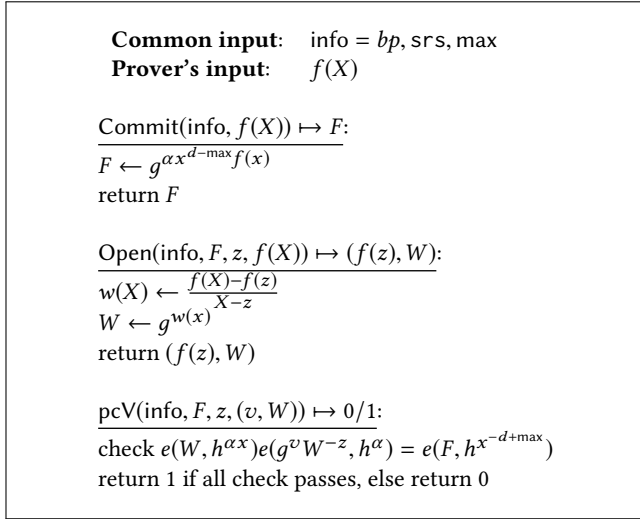 Common input: info = bp, srs, max
Prover's input: f(X)
Commit(info, f(X)) ↦ F:
F ← g^{αx^{d−max}f(x)}
return F
Open(info, F, z, f(X)) ↦ (f(z), W):
w(X) ← \frac{f(X)−f(z)}{X−z}
W ← g^{w(x)}
return (f(z), W)
pcV(info, F, z, (v, W)) ↦ 0/1:
check e(W, h^{αx})e(g^v W^{−z}, h^α) = e(F, h^{x^{−d+max}})
return 1 if all check passes, else return 0